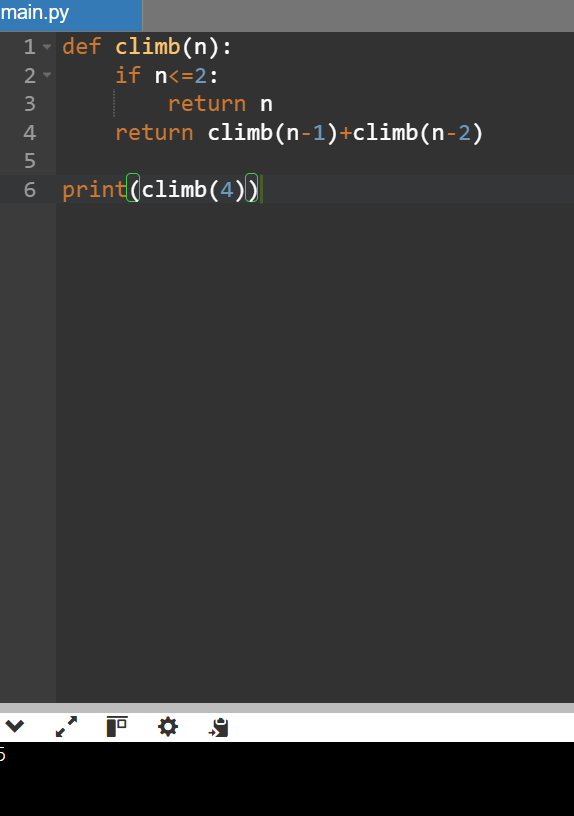 main.py
1 def climb(n):
2     if n<=2:
3         return n
4     return climb(n-1)+climb(n-2)
5
6 print(climb(4))
5